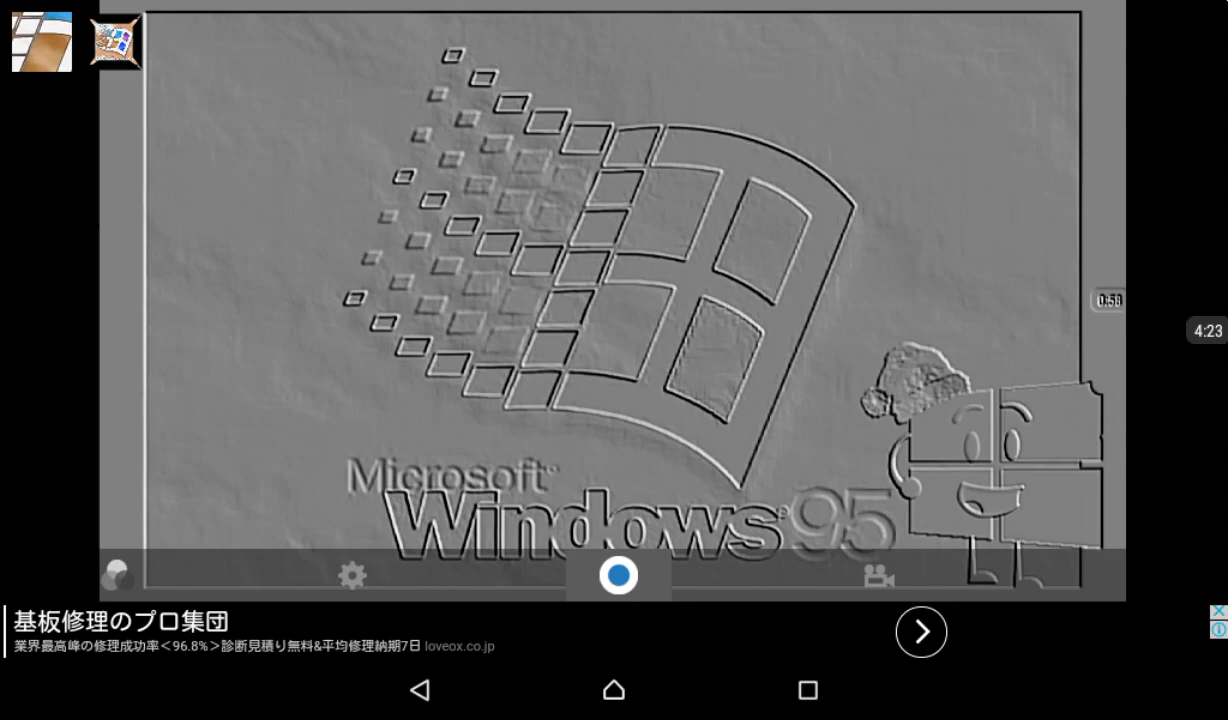 0:58
4:23
Microsoft®
Windows®95
基板修理のプロ集団
業界最高峰の修理成功率＜96.8%＞診断見積り無料&平均修理納期7日 loveox.co.jp